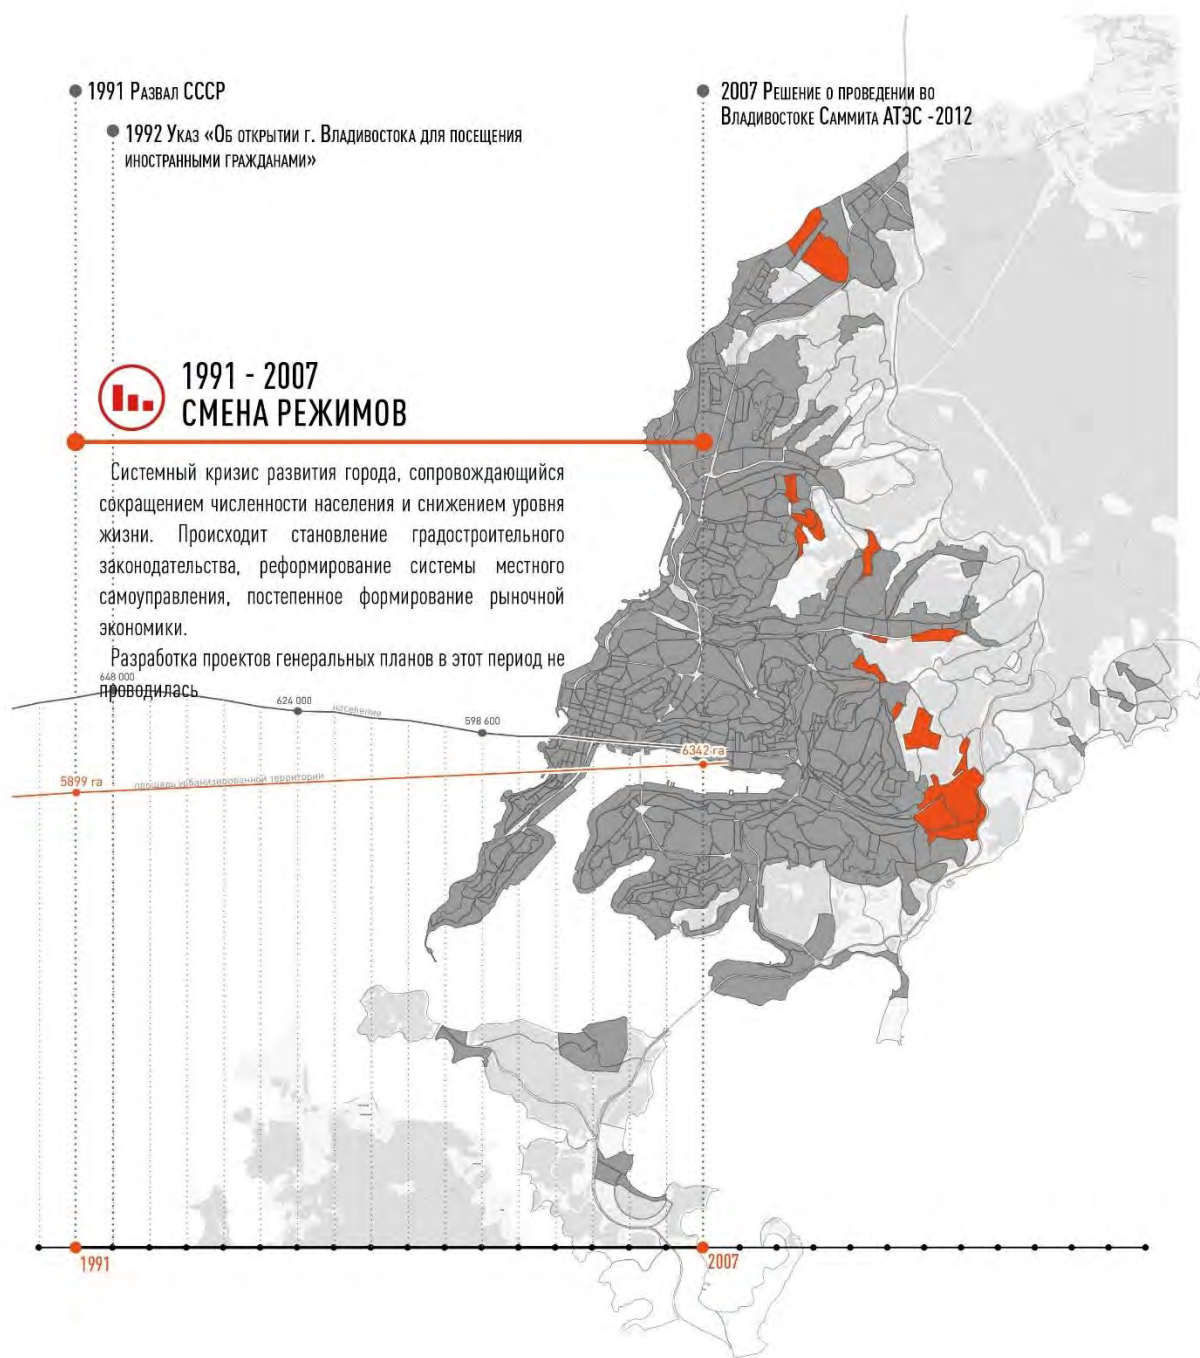 1991 Развал СССР
1992 Указ «Об открытии г. Владивостока для посещения
иностранными гражданами»
2007 Решение о проведении во
Владивостоке Саммита АТЭС -2012
1991 - 2007
СМЕНА РЕЖИМОВ
Системный кризис развития города, сопровождающийся
сокращением численности населения и снижением уровня
жизни. Происходит становление градостроительного
законодательства, реформирование системы местного
самоуправления, постепенное формирование рыночной
экономики.
Разработка проектов генеральных планов в этот период не
проводилась
648 000
624 000
население
598 600
6342 га
5899 га
площадь урбанизированной территории
1991
2007